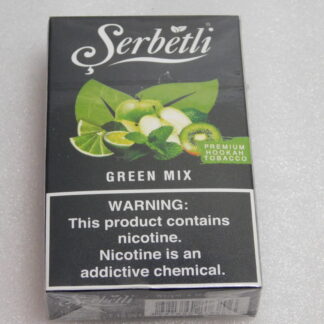 Şerbetli®
PREMIUM
HOOKAH
TOBACCO
GREEN MIX
WARNING:
This product contains
nicotine.
Nicotine is an
addictive chemical.